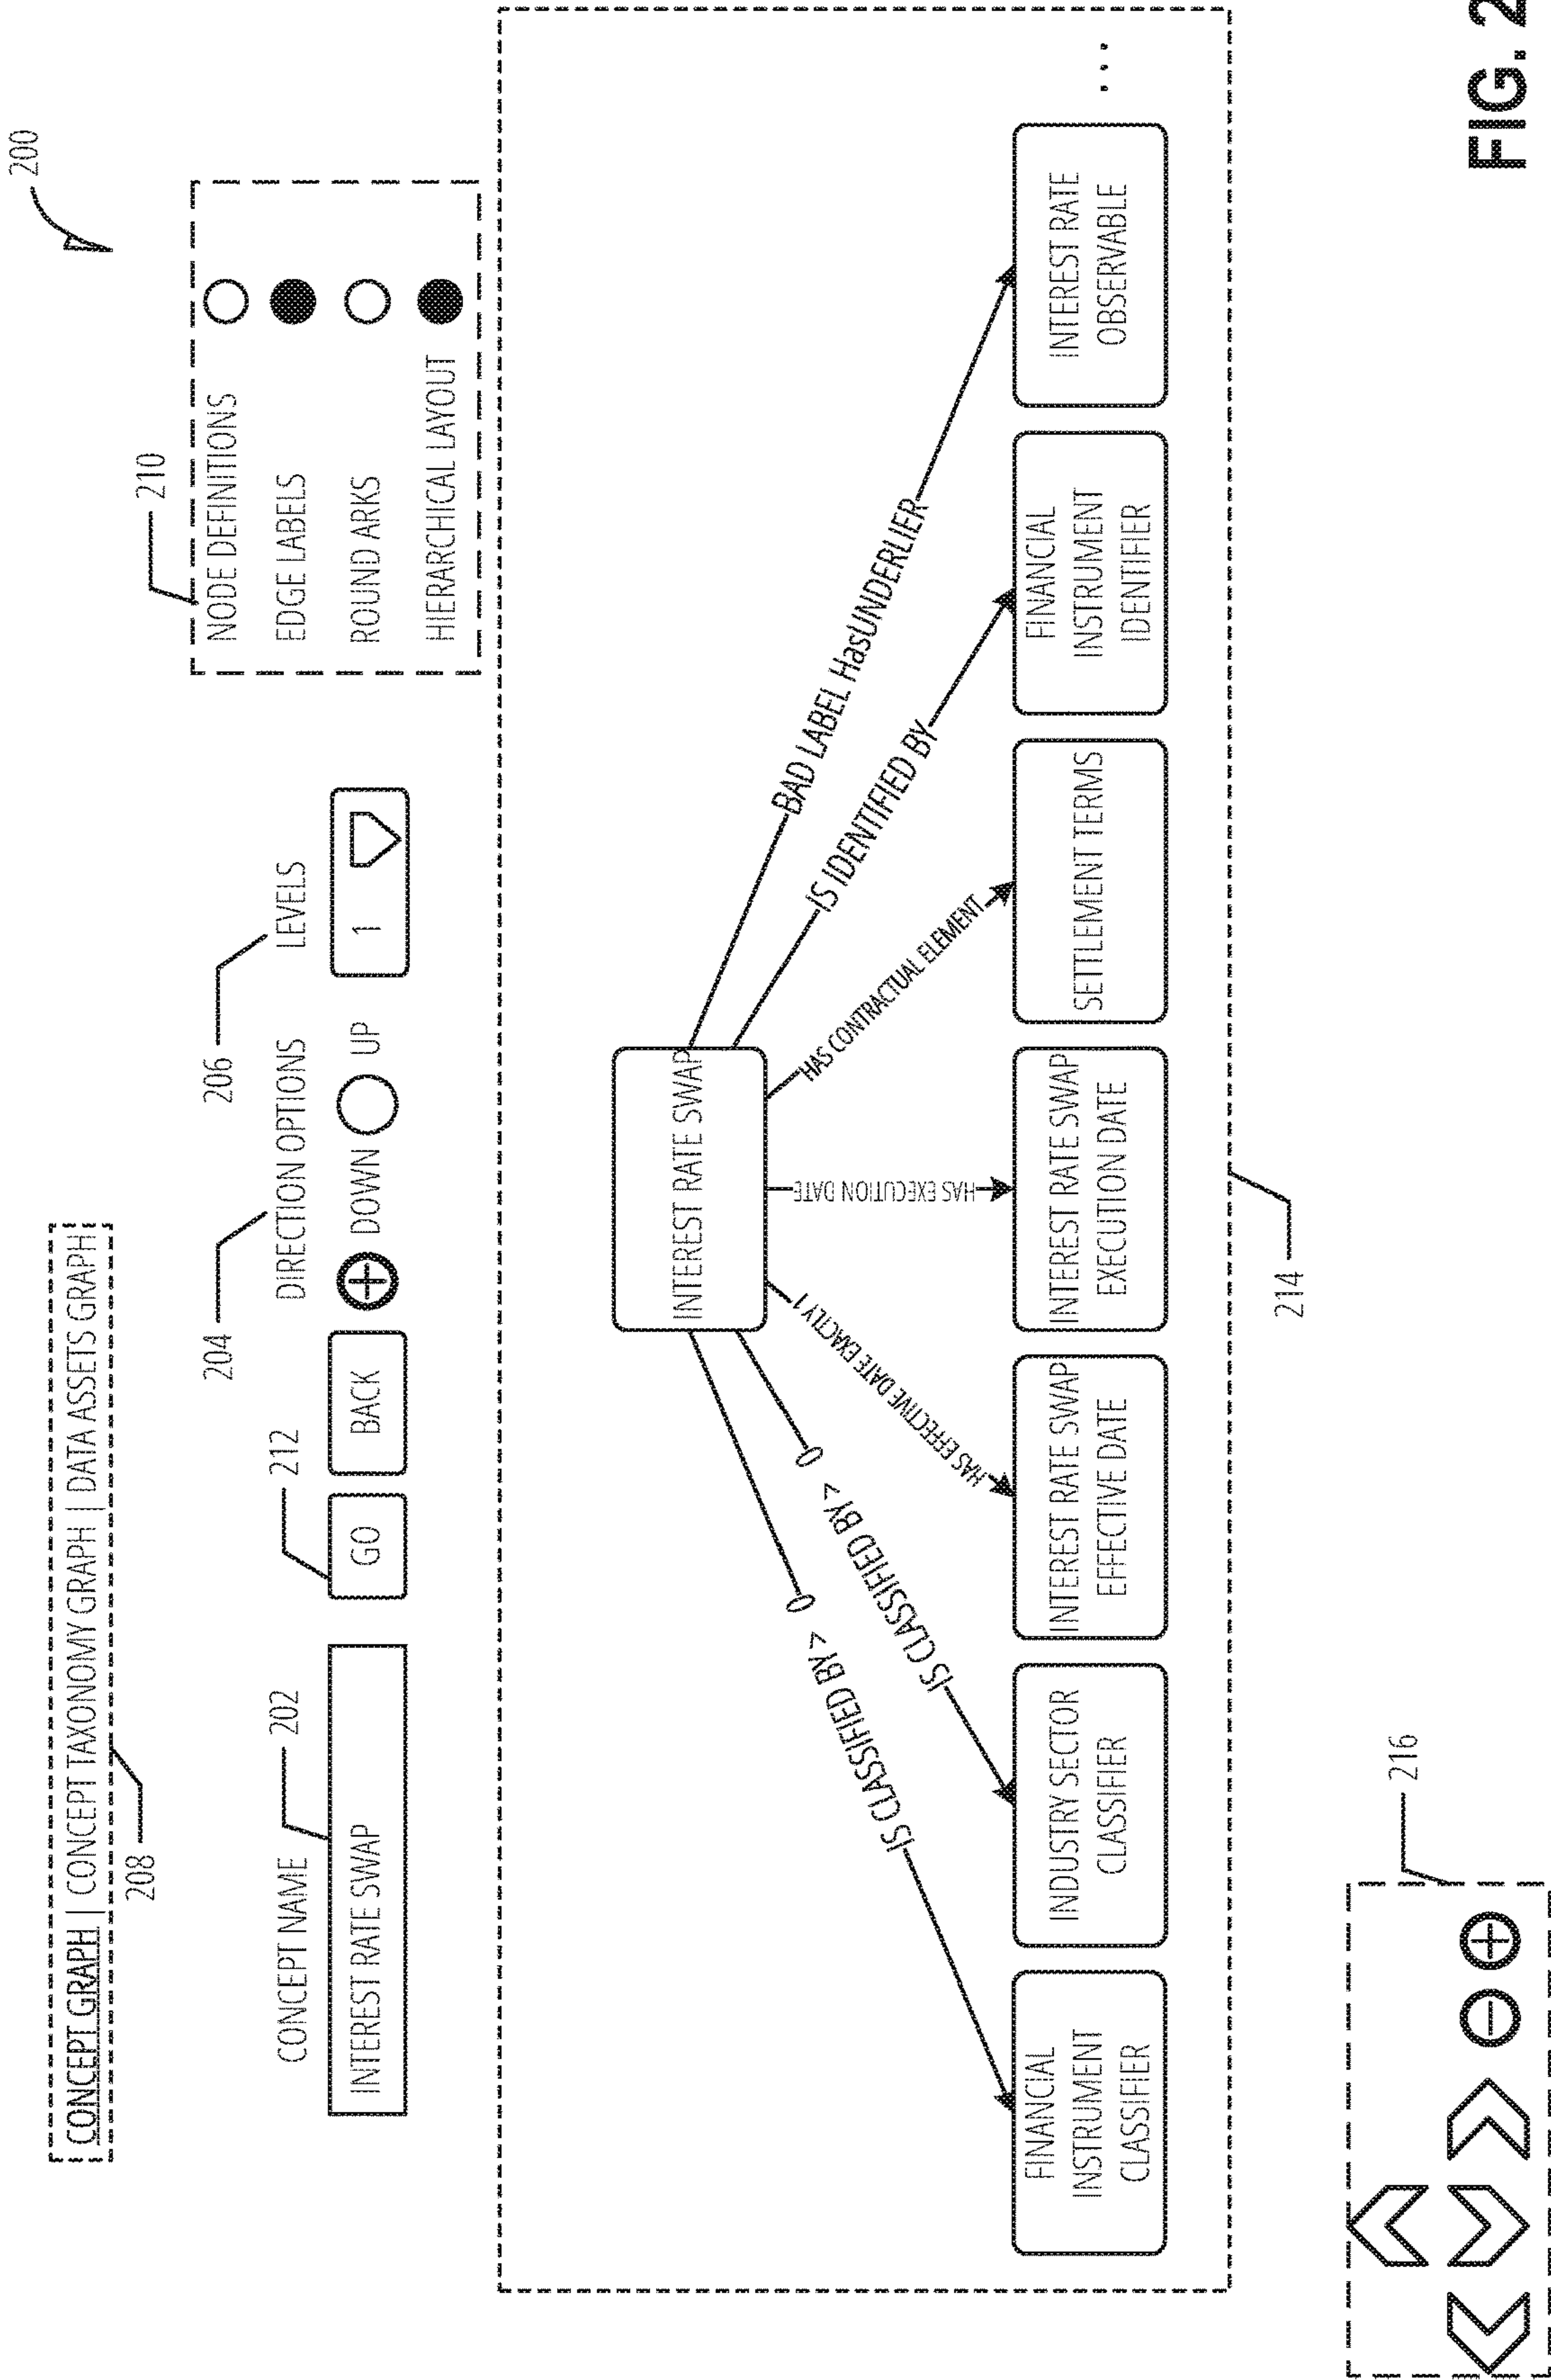 200
CONCEPT GRAPH | CONCEPT TAXONOMY GRAPH | DATA ASSETS GRAPH
208
210
NODE DEFINITIONS
EDGE LABELS
ROUND ARKS
HIERARCHICAL LAYOUT
202
212
204
206
CONCEPT NAME
DIRECTION OPTIONS
LEVELS
INTEREST RATE SWAP
GO
BACK
DOWN
UP
1
INTEREST RATE SWAP
IS CLASSIFIED BY > 0
IS CLASSIFIED BY > 0
HAS EFFECTIVE DATE EXACTLY 1
HAS EXECUTION DATE
HAS CONTRACTUAL ELEMENT
IS IDENTIFIED BY
BAD LABEL HasUNDERLIER
FINANCIAL
INSTRUMENT
CLASSIFIER
INDUSTRY SECTOR
CLASSIFIER
INTEREST RATE SWAP
EFFECTIVE DATE
INTEREST RATE SWAP
EXECUTION DATE
SETTLEMENT TERMS
FINANCIAL
INSTRUMENT
IDENTIFIER
INTEREST RATE
OBSERVABLE
...
214
216
FIG. 2